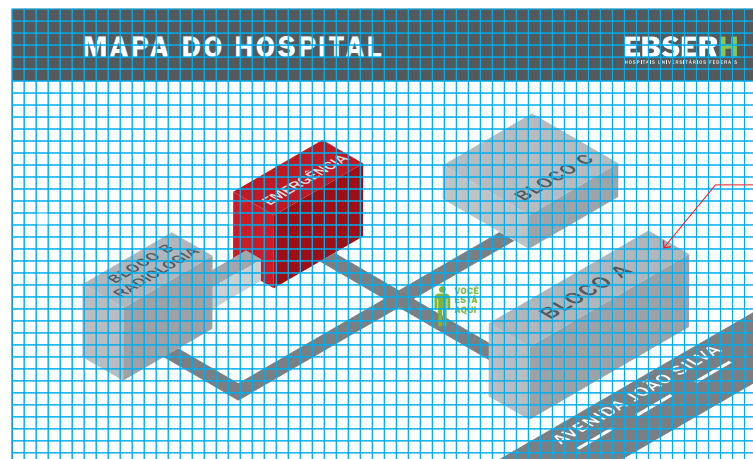 MAPA DO HOSPITAL
EBSERH
HOSPITAIS UNIVERSITÁRIOS FEDERAIS
EMERGÊNCIA
BLOCO C
BLOCO B
RADIOLOGIA
VOCÊ
ESTÁ
AQUI
BLOCO A
AVENIDA JOÃO SILVA